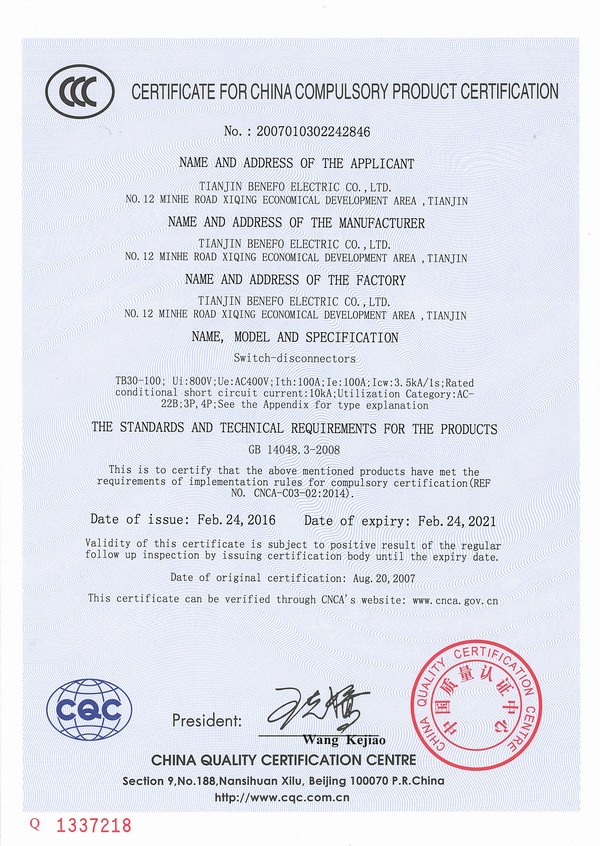 CCC
CERTIFICATE FOR CHINA COMPULSORY PRODUCT CERTIFICATION
No.: 2007010302242846
NAME AND ADDRESS OF THE APPLICANT
TIANJIN BENEFO ELECTRIC CO.,LTD.
NO.12 MINHE ROAD XIQING ECONOMICAL DEVELOPMENT AREA ,TIANJIN
NAME AND ADDRESS OF THE MANUFACTURER
TIANJIN BENEFO ELECTRIC CO.,LTD.
NO.12 MINHE ROAD XIQING ECONOMICAL DEVELOPMENT AREA ,TIANJIN
NAME AND ADDRESS OF THE FACTORY
TIANJIN BENEFO ELECTRIC CO.,LTD.
NO.12 MINHE ROAD XIQING ECONOMICAL DEVELOPMENT AREA ,TIANJIN
NAME, MODEL AND SPECIFICATION
Switch-disconnectors
TB30-100; Ui:800V;Ue:AC400V;Ith:100A;Ie:100A;Icw:3.5kA/1s;Rated
conditional short circuit current:10kA;Utilization Category:AC-
22B;3P,4P;See the Appendix for type explanation
THE STANDARDS AND TECHNICAL REQUIREMENTS FOR THE PRODUCTS
GB 14048.3-2008
This is to certify that the above mentioned products have met the
requirements of implementation rules for compulsory certification(REF
NO. CNCA-C03-02:2014).
Date of issue: Feb.24,2016 Date of expiry: Feb.24,2021
Validity of this certificate is subject to positive result of the regular
follow up inspection by issuing certification body until the expiry date.
Date of original certification: Aug.20,2007
This certificate can be verified through CNCA's website: www.cnca.gov.cn
CHINA QUALITY CERTIFICATION CENTRE
中国质量认证中心
CQC
President: 王克娇
Wang Kejiao
CHINA QUALITY CERTIFICATION CENTRE
Section 9,No.188,Nansihuan Xilu, Beijing 100070 P.R.China
http://www.cqc.com.cn
Q 1337218